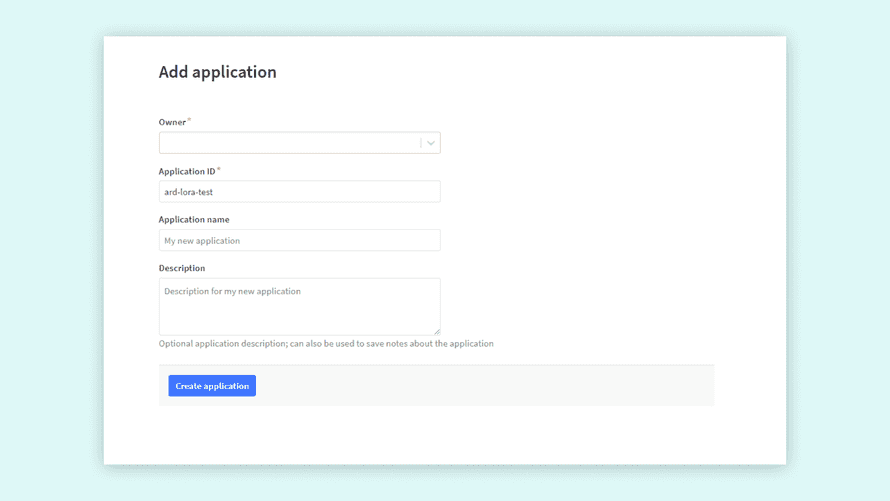 Add application
Owner*
Application ID*
ard-lora-test
Application name
My new application
Description
Description for my new application
Optional application description; can also be used to save notes about the application
Create application